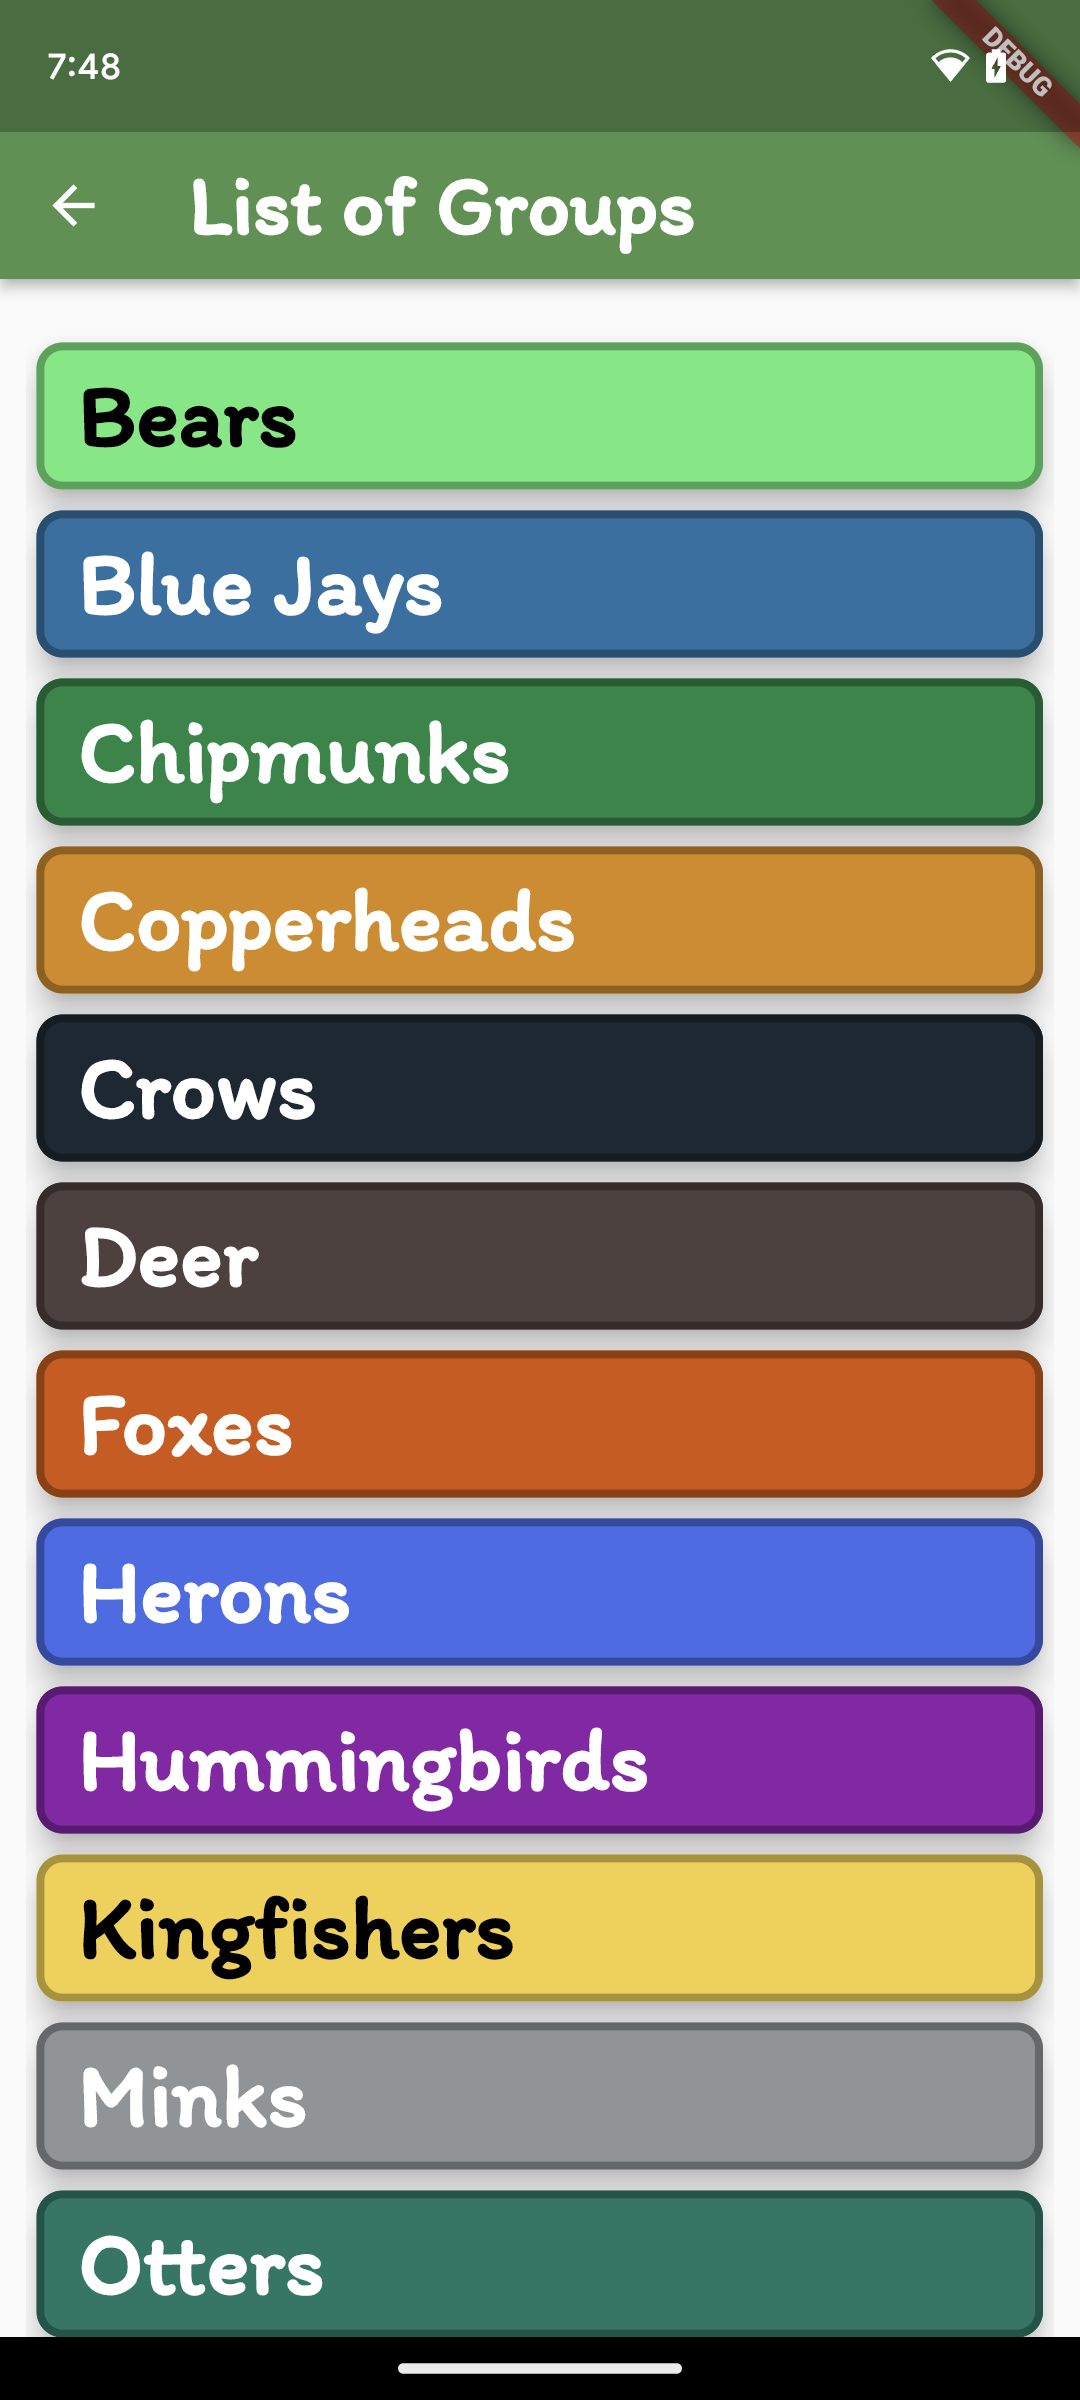 7:48
DEBUG
List of Groups
Bears
Blue Jays
Chipmunks
Copperheads
Crows
Deer
Foxes
Herons
Hummingbirds
Kingfishers
Minks
Otters